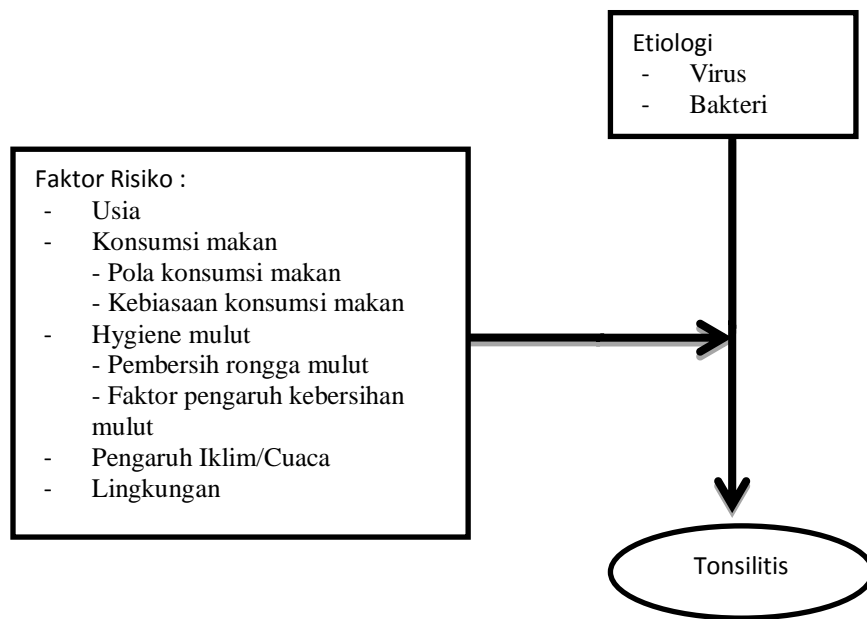 Etiologi
- Virus
- Bakteri
Faktor Risiko :
- Usia
- Konsumsi makan
- Pola konsumsi makan
- Kebiasaan konsumsi makan
- Hygiene mulut
- Pembersih rongga mulut
- Faktor pengaruh kebersihan
mulut
- Pengaruh Iklim/Cuaca
- Lingkungan
Tonsilitis